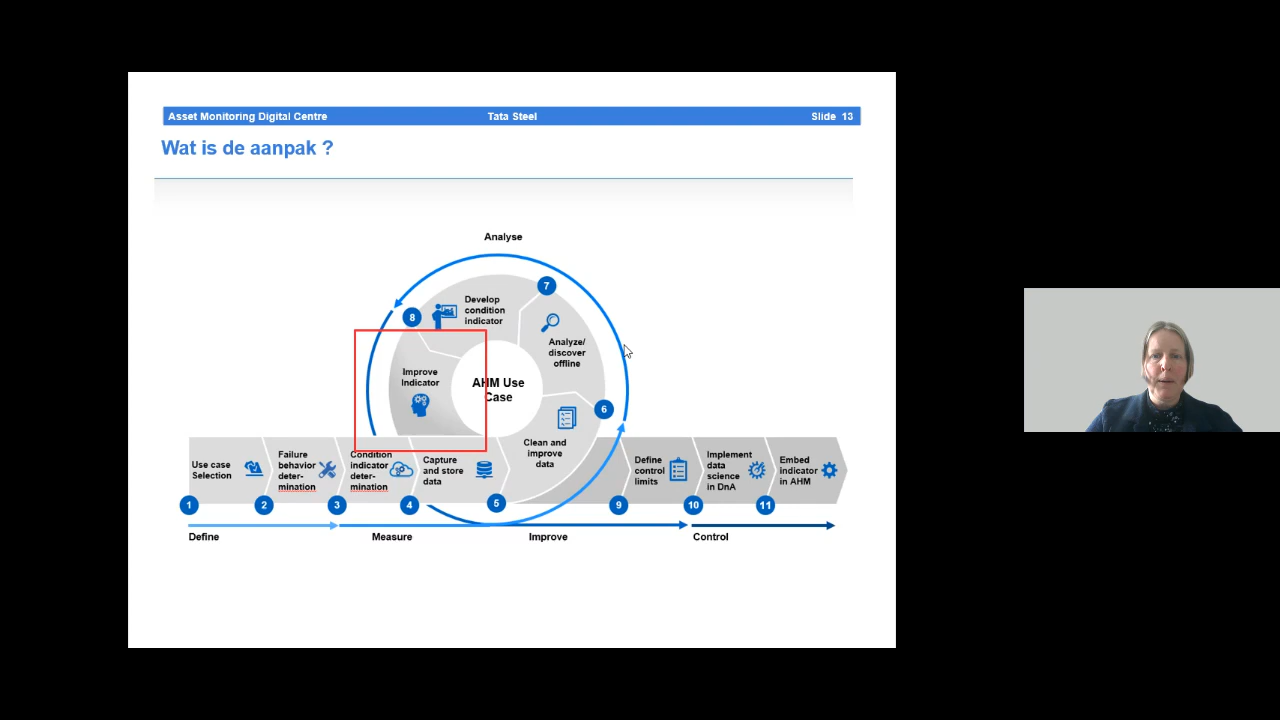 Asset Monitoring Digital Centre Tata Steel Slide 13
Wat is de aanpak ?
Analyse
7
8
Develop
condition
indicator
Analyze/
discover
offline
Improve
Indicator
AHM Use
Case
6
Clean and
improve
data
Use case
Selection
Failure
behavior
deter-
mination
Condition
indicator
deter-
mination
Capture
and store
data
Define
control
limits
Implement
data
science
in DnA
Embed
indicator
in AHM
1 2 3 4 5 9 10 11
Define Measure Improve Control